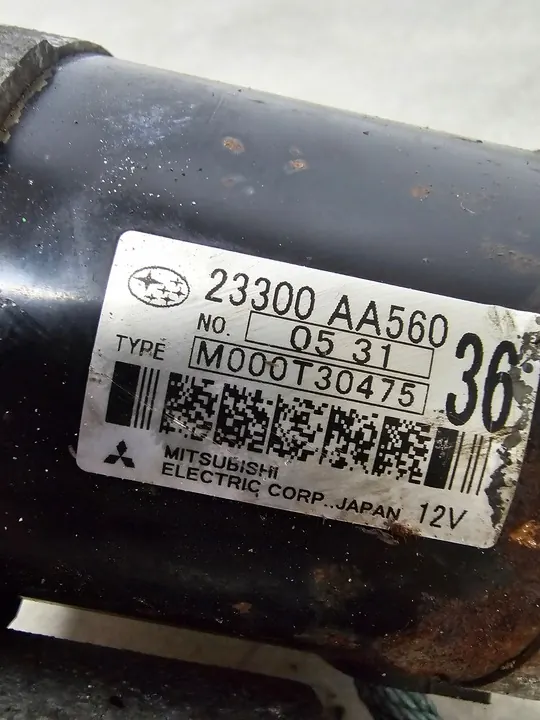 23300 AA560
NO. 05 31
TYPE M000T30475
36
MITSUBISHI
ELECTRIC CORP. JAPAN 12V